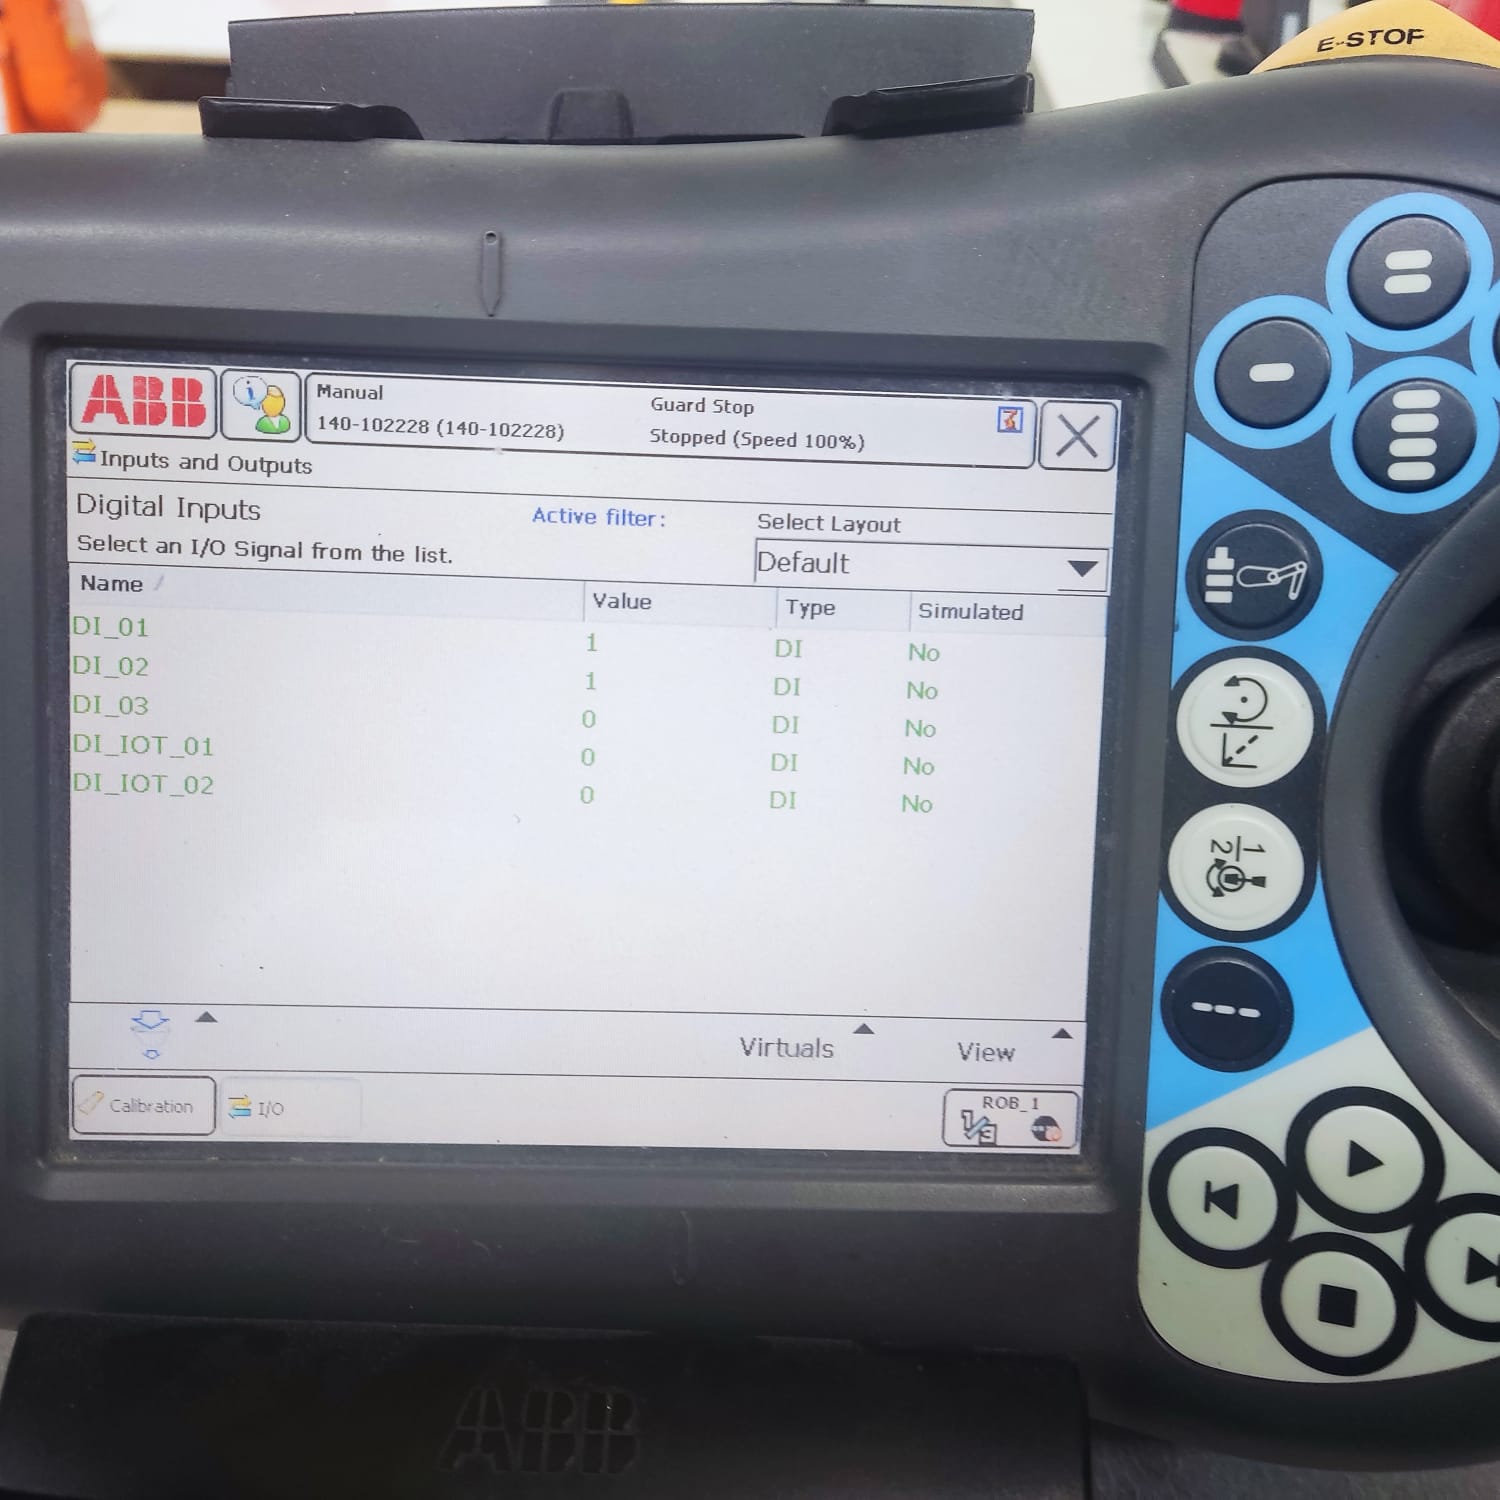 E-STOP
ABB
Manual
Guard Stop
140-102228 (140-102228)
Stopped (Speed 100%)
Inputs and Outputs
Digital Inputs
Active filter:
Select Layout
Select an I/O Signal from the list.
Default
Name / Value Type Simulated
DI_01 1 DI No
DI_02 1 DI No
DI_03 0 DI No
DI_IOT_01 0 DI No
DI_IOT_02 0 DI No
Virtuals
View
Calibration
I/O
ROB_1
1/3
1/2
ABB